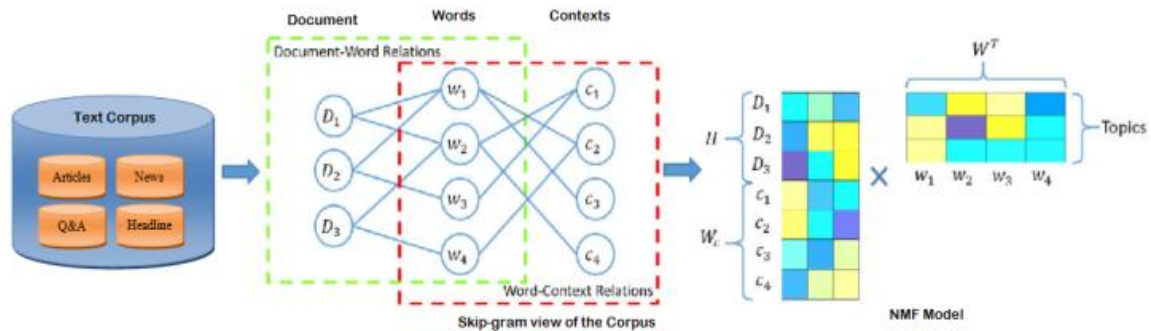 Document Words Contexts
Document-Word Relations
Text Corpus
Articles News
Q&A Headline
D₁
D₂
D₃
w₁
w₂
w₃
w₄
c₁
c₂
c₃
c₄
Word-Context Relations
Skip-gram view of the Corpus
H
W_c
D₁
D₂
D₃
c₁
c₂
c₃
c₄
×
Wᵀ
Topics
w₁ w₂ w₃ w₄
NMF Model